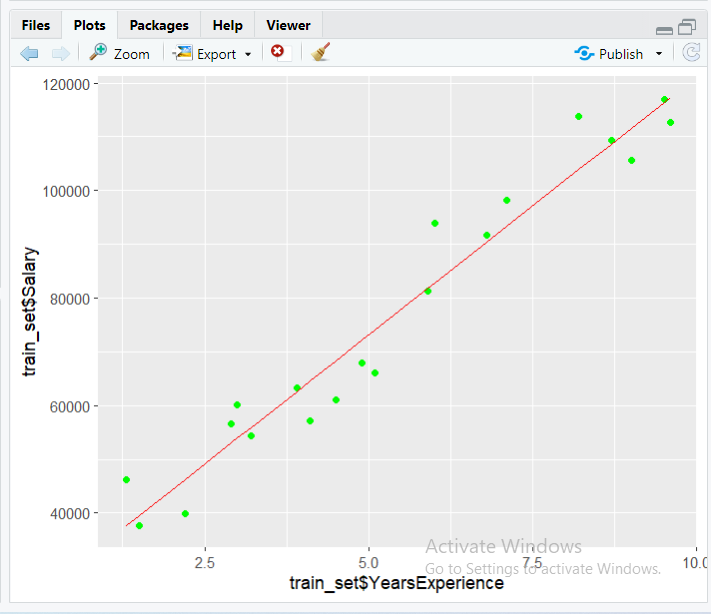 Files Plots Packages Help Viewer
Zoom Export Publish
120000
100000
80000
60000
40000
train_set$Salary
2.5 5.0 7.5 10.0
train_set$YearsExperience
Activate Windows
Go to Settings to activate Windows.